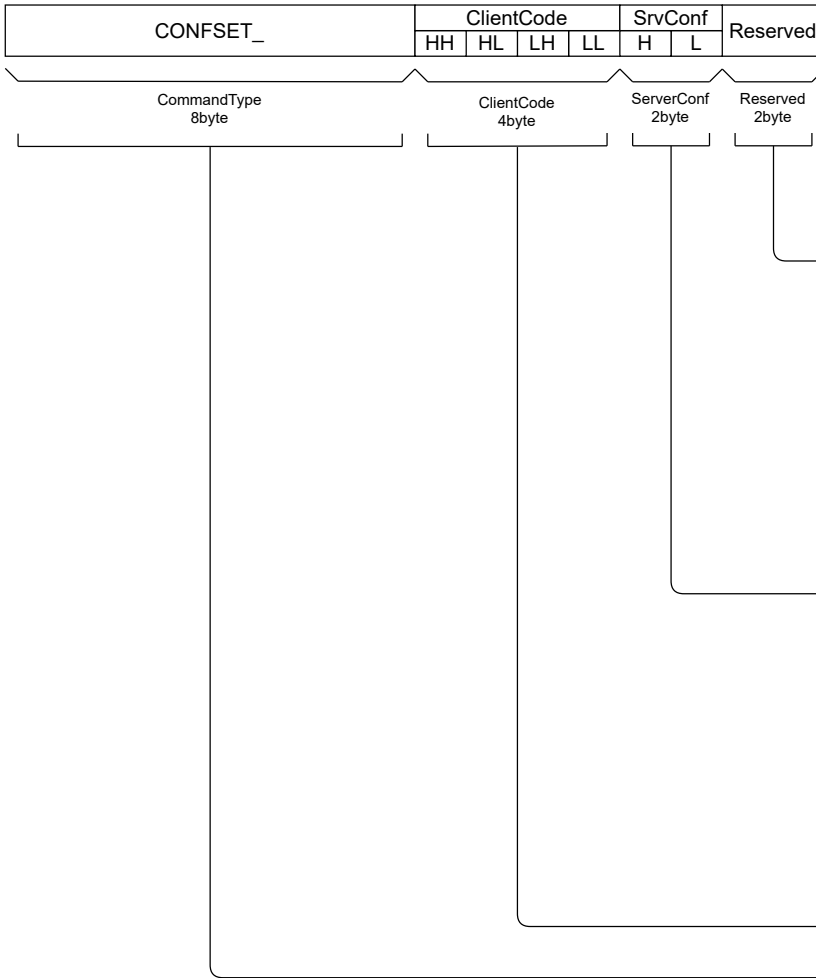 CONFSET_ ClientCode SrvConf Reserved
HH HL LH LL H L
CommandType ClientCode ServerConf Reserved
8byte 4byte 2byte 2byte